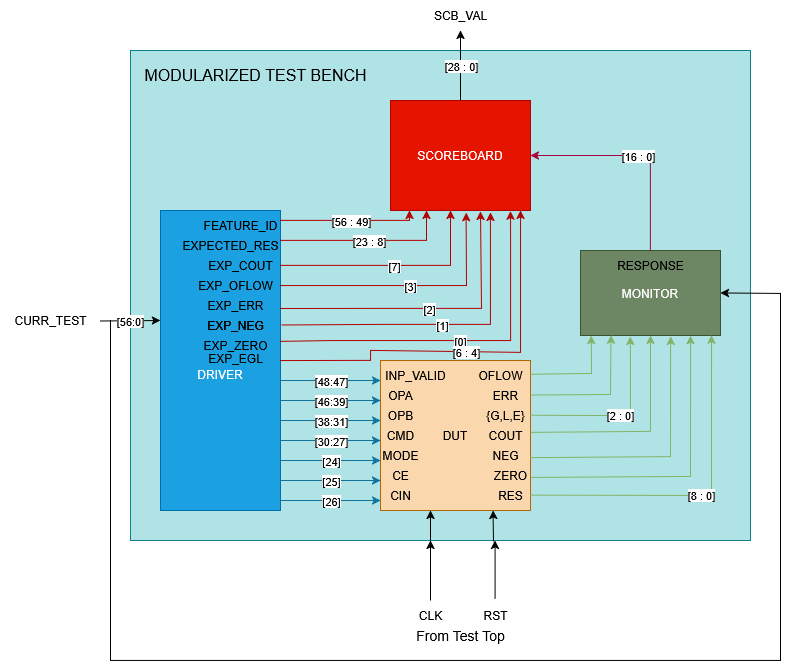 SCB_VAL
[28 : 0]
MODULARIZED TEST BENCH
SCOREBOARD
[16 : 0]
FEATURE_ID
[56 : 49]
EXPECTED_RES
[23 : 8]
EXP_COUT
[7]
EXP_OFLOW
[3]
EXP_ERR
[2]
EXP_NEG
[1]
EXP_ZERO
[0]
EXP_EGL
[6 : 4]
DRIVER
CURR_TEST
[56:0]
RESPONSE
MONITOR
[48:47]
INP_VALID
OFLOW
[46:39]
OPA
ERR
[38:31]
OPB
{G,L,E}
[2 : 0]
[30:27]
CMD
DUT
COUT
[24]
MODE
NEG
[25]
CE
ZERO
[26]
CIN
RES
[8 : 0]
CLK
RST
From Test Top